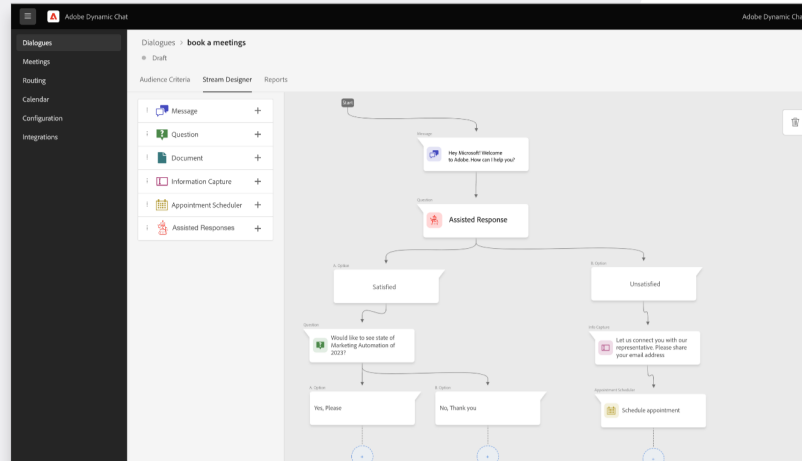 Adobe Dynamic Chat
Adobe Dynamic Cha
Dialogues
Meetings
Routing
Calendar
Configuration
Integrations
Dialogues > book a meetings
Draft
Audience Criteria Stream Designer Reports
Message
Question
Document
Information Capture
Appointment Scheduler
Assisted Responses
Start
Message
Hey Microsoft! Welcome
to Adobe. How can I help you?
Question
Assisted Response
A. Option
Satisfied
B. Option
Unsatisfied
Question
Would like to see state of
Marketing Automation of
2023?
Info Capture
Let us connect you with our
representative. Please share
your email address
A. Option
Yes, Please
B. Option
No, Thank you
Appointment Scheduler
Schedule appointment